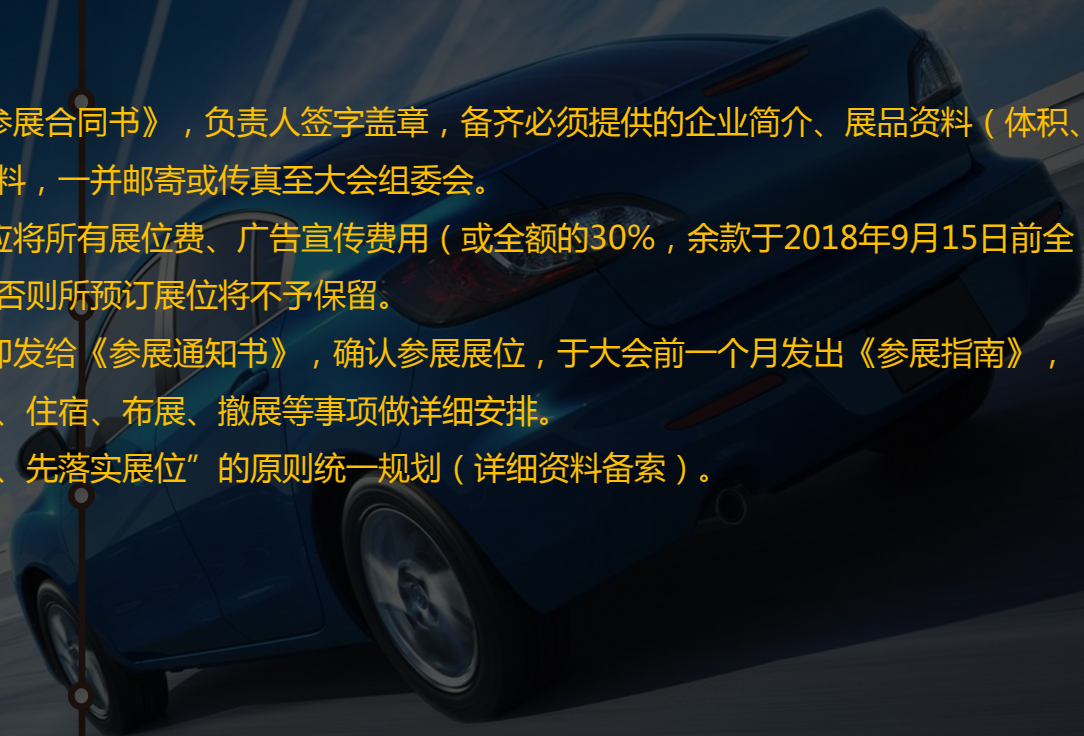 参展合同书》，负责人签字盖章，备齐必须提供的企业简介、展品资料（体积、
料，一并邮寄或传真至大会组委会。
应将所有展位费、广告宣传费用（或全额的30%，余款于2018年9月15日前全
否则所预订展位将不予保留。
即发给《参展通知书》，确认参展展位，于大会前一个月发出《参展指南》，
、住宿、布展、撤展等事项做详细安排。
、先落实展位”的原则统一规划（详细资料备索）。